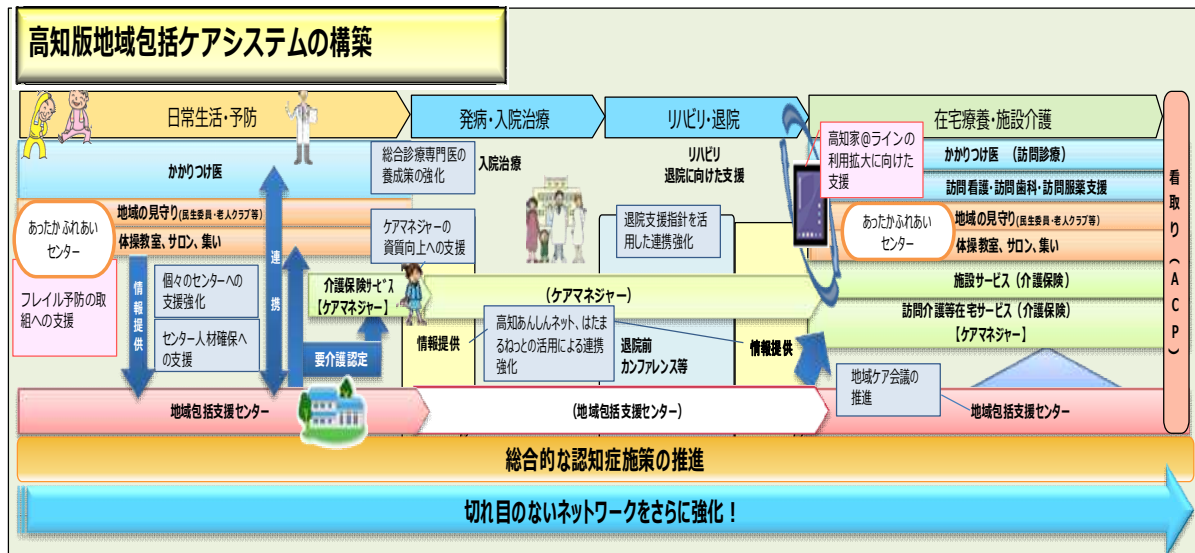 高知版地域包括ケアシステムの構築
日常生活・予防
発病・入院治療
リハビリ・退院
在宅療養・施設介護
看取り(ACP)
かかりつけ医
総合診療専門医の
養成策の強化
入院治療
リハビリ
退院に向けた支援
高知家@ラインの
利用拡大に向けた
支援
かかりつけ医 (訪問診療)
訪問看護・訪問歯科・訪問服薬支援
あったかふれあい
センター
地域の見守り(民生委員・老人クラブ等)
体操教室、サロン、集い
ケアマネジャーの
資質向上への支援
退院支援指針を活
用した連携強化
あったかふれあい
センター
地域の見守り(民生委員・老人クラブ等)
体操教室、サロン、集い
フレイル予防の取
組への支援
情報提供
個々のセンターへの
支援強化
センター人材確保へ
の支援
連携
介護保険サービス
【ケアマネジャー】
(ケアマネジャー)
施設サービス (介護保険)
訪問介護等在宅サービス (介護保険)
【ケアマネジャー】
要介護認定
情報提供
高知あんしんネット、はたま
るねっとの活用による連携
強化
退院前
カンファレンス等
情報提供
地域ケア会議の
推進
地域包括支援センター
(地域包括支援センター)
地域包括支援センター
総合的な認知症施策の推進
切れ目のないネットワークをさらに強化!